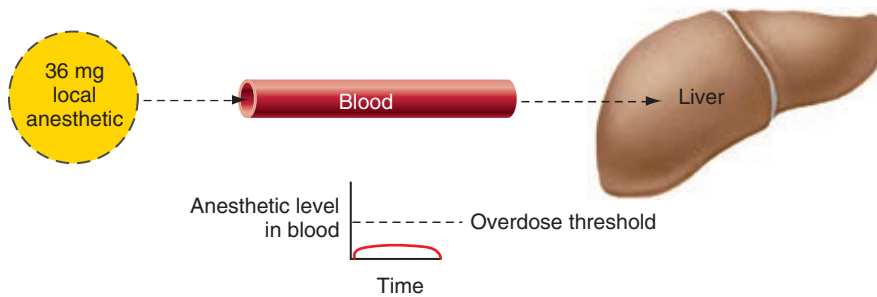 36 mg
local
anesthetic
Blood
Liver
Anesthetic level
in blood
Overdose threshold
Time